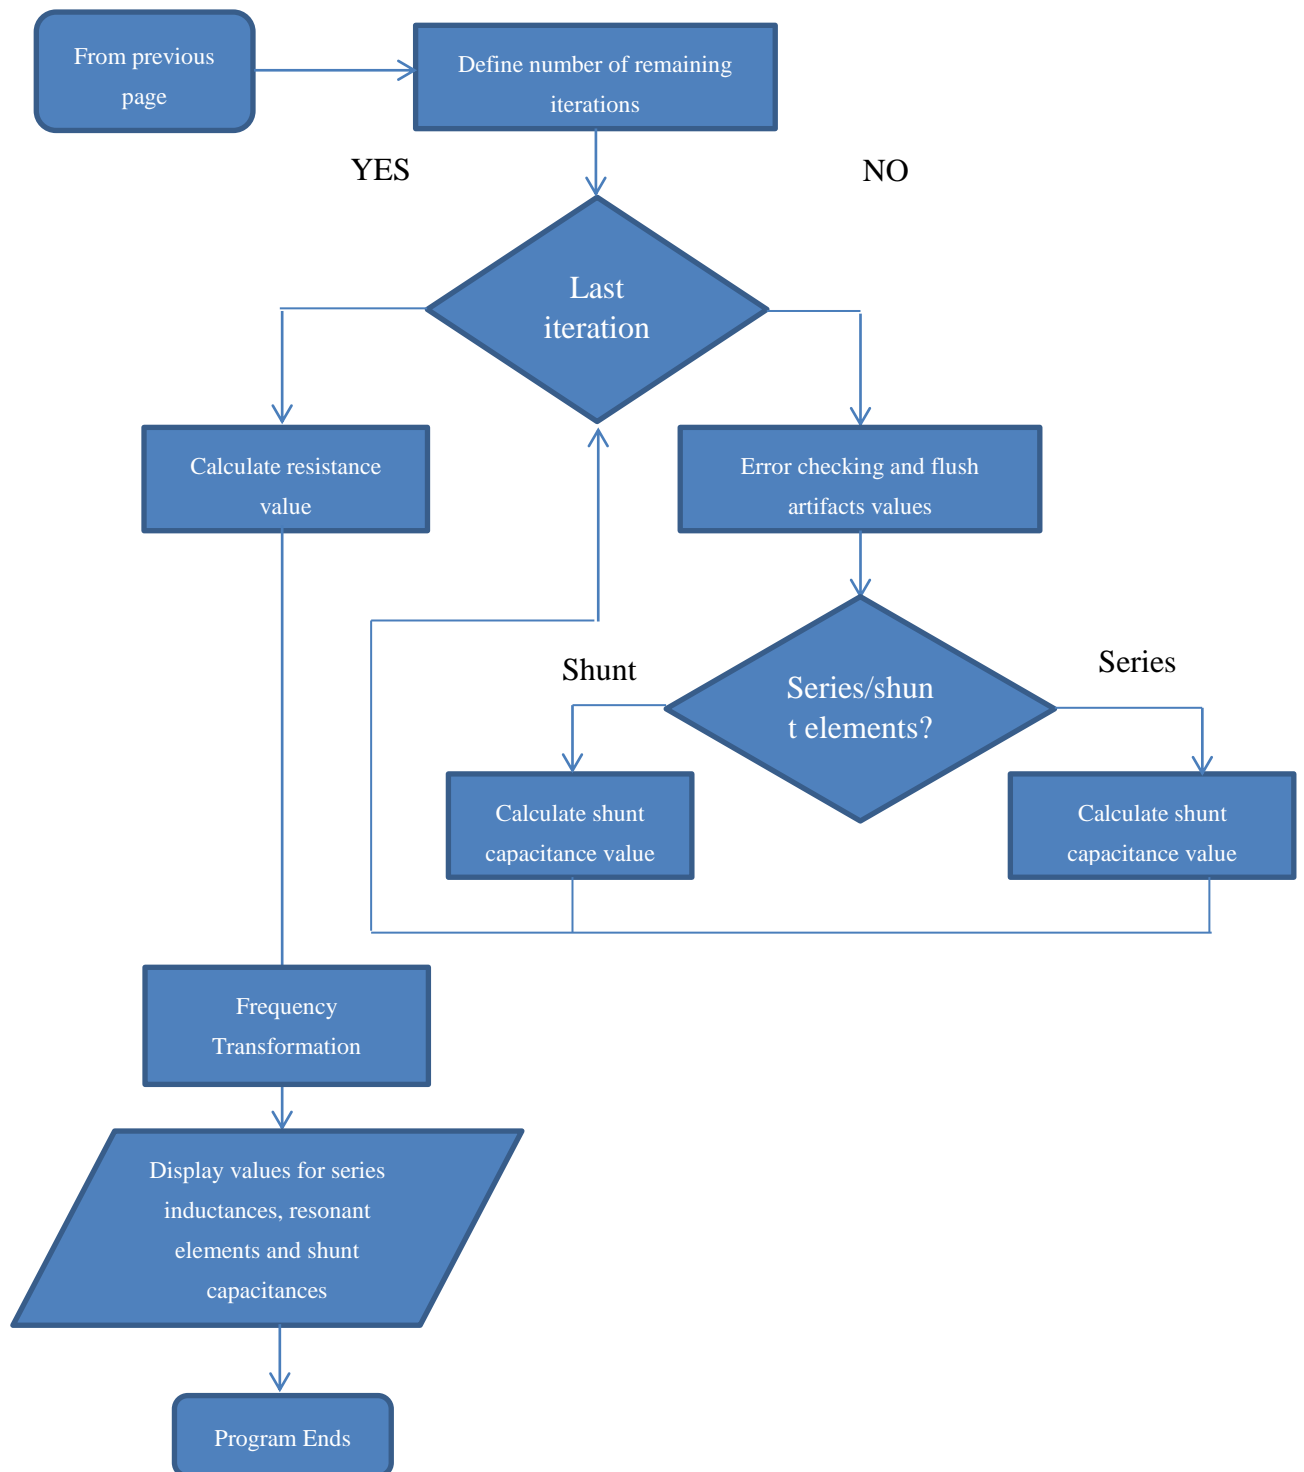 From previous
page
Define number of remaining
iterations
YES
NO
Last
iteration
Calculate resistance
value
Error checking and flush
artifacts values
Shunt
Series
Series/shun
t elements?
Calculate shunt
capacitance value
Calculate shunt
capacitance value
Frequency
Transformation
Display values for series
inductances, resonant
elements and shunt
capacitances
Program Ends